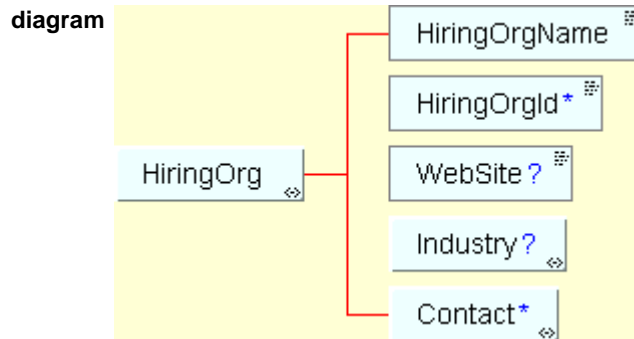 diagram
HiringOrgName
HiringOrgId*
HiringOrg
WebSite?
Industry?
Contact*